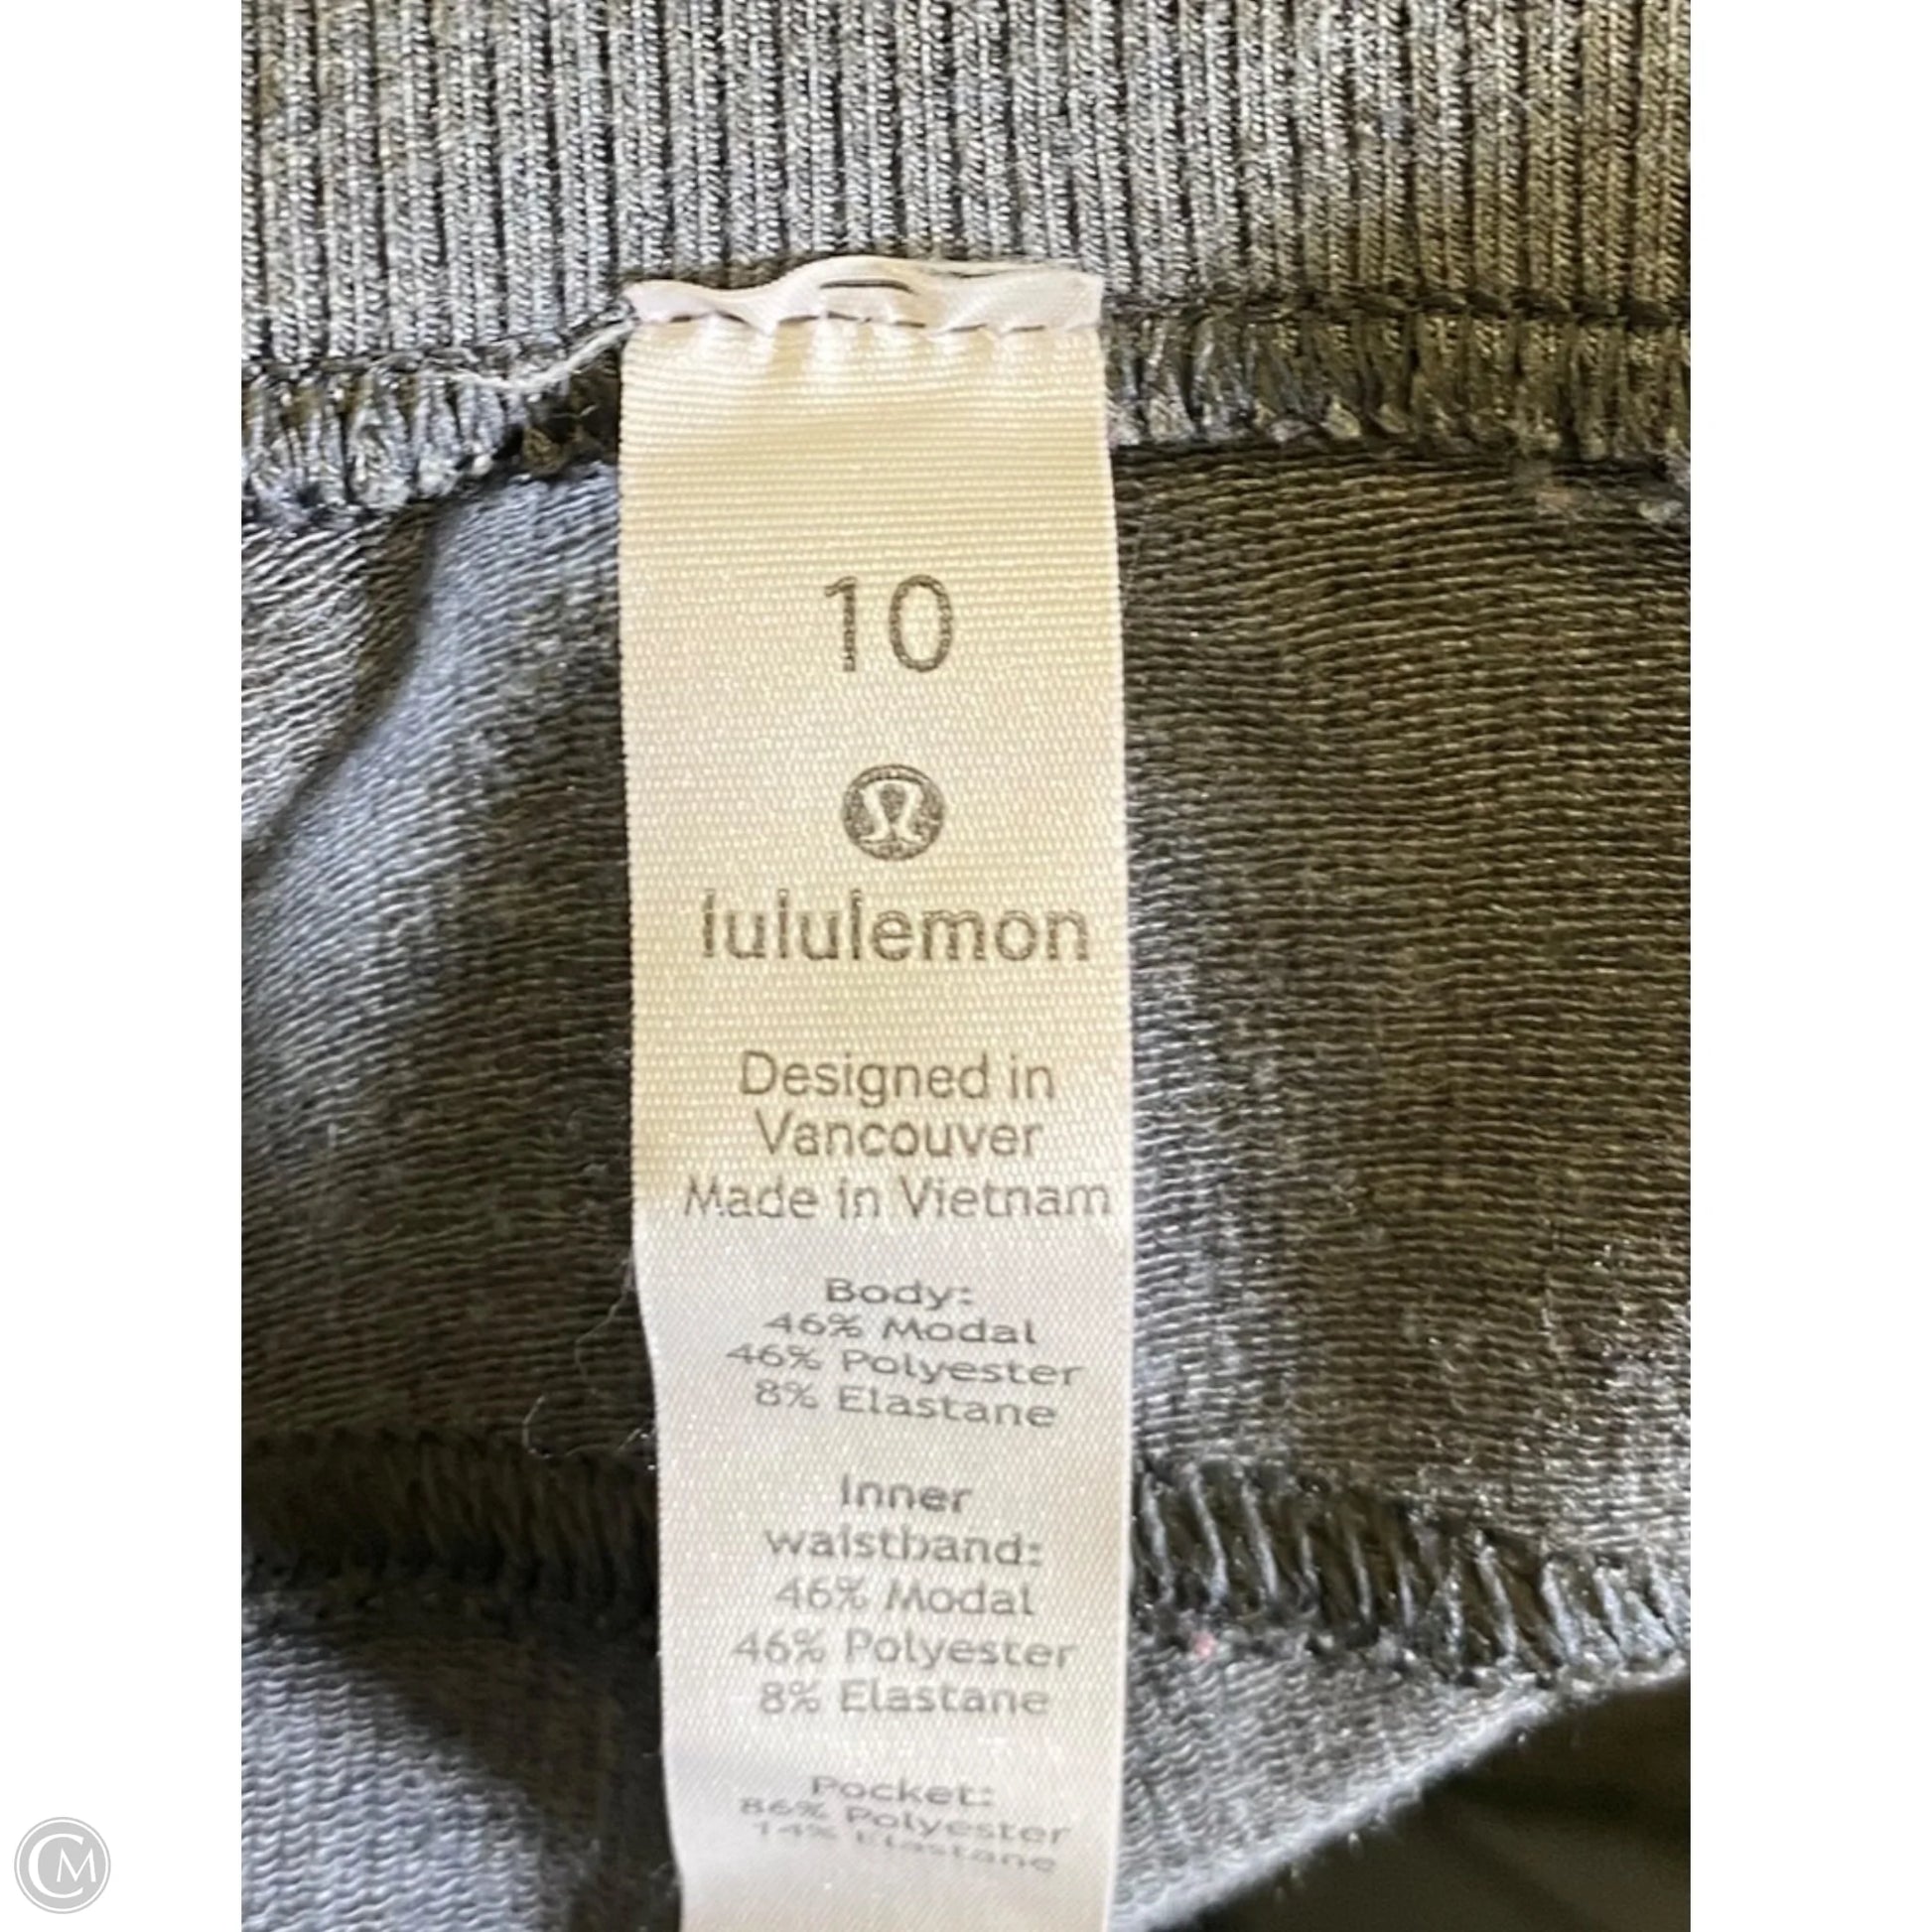 10
lululemon
Designed in
Vancouver
Made in Vietnam
Body:
46% Modal
46% Polyester
8% Elastane
Inner
waistband:
46% Modal
46% Polyester
8% Elastane
Pocket:
86% Polyester
14% Elastane
CM